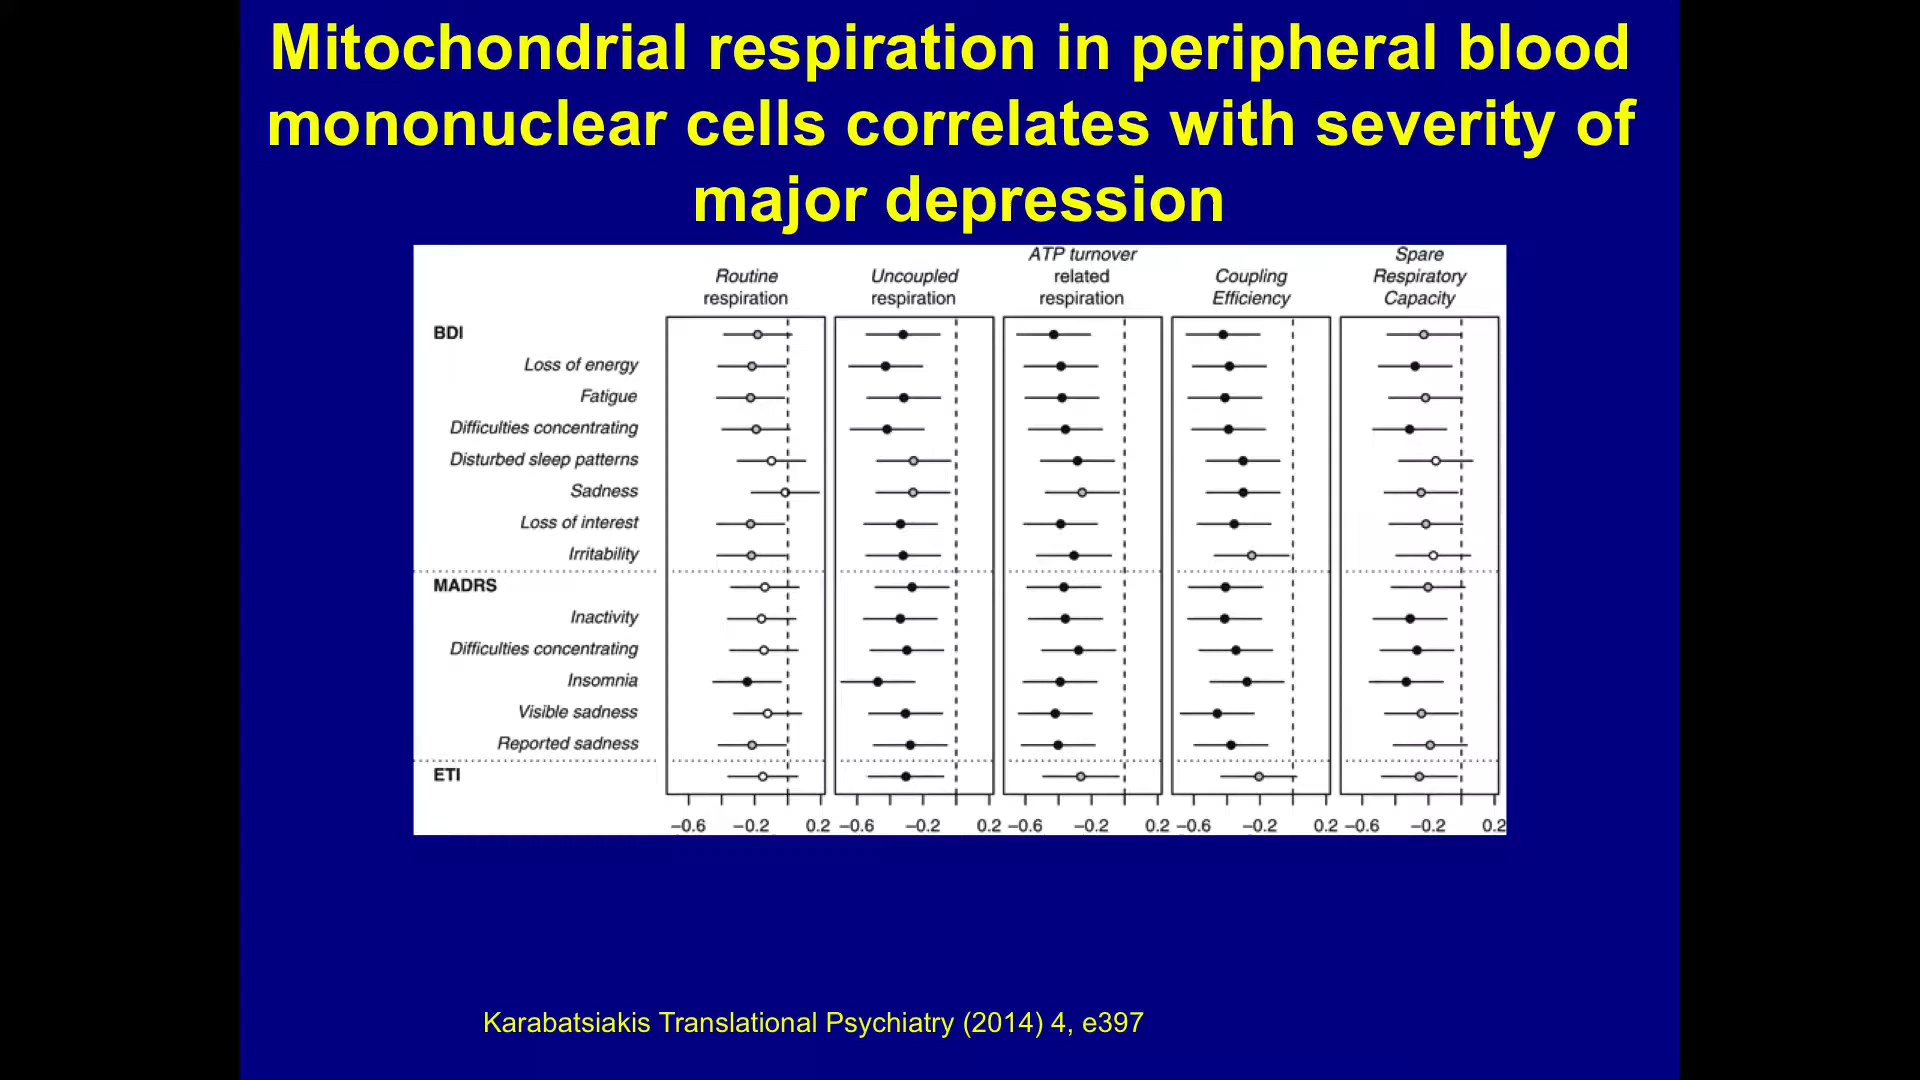 Mitochondrial respiration in peripheral blood
mononuclear cells correlates with severity of
major depression
Routine
respiration
Uncoupled
respiration
ATP turnover
related
respiration
Coupling
Efficiency
Spare
Respiratory
Capacity
BDI
Loss of energy
Fatigue
Difficulties concentrating
Disturbed sleep patterns
Sadness
Loss of interest
Irritability
MADRS
Inactivity
Difficulties concentrating
Insomnia
Visible sadness
Reported sadness
ETI
−0.6 −0.2 0.2 −0.6 −0.2 0.2 −0.6 −0.2 0.2 −0.6 −0.2 0.2 −0.6 −0.2 0.2
Karabatsiakis Translational Psychiatry (2014) 4, e397